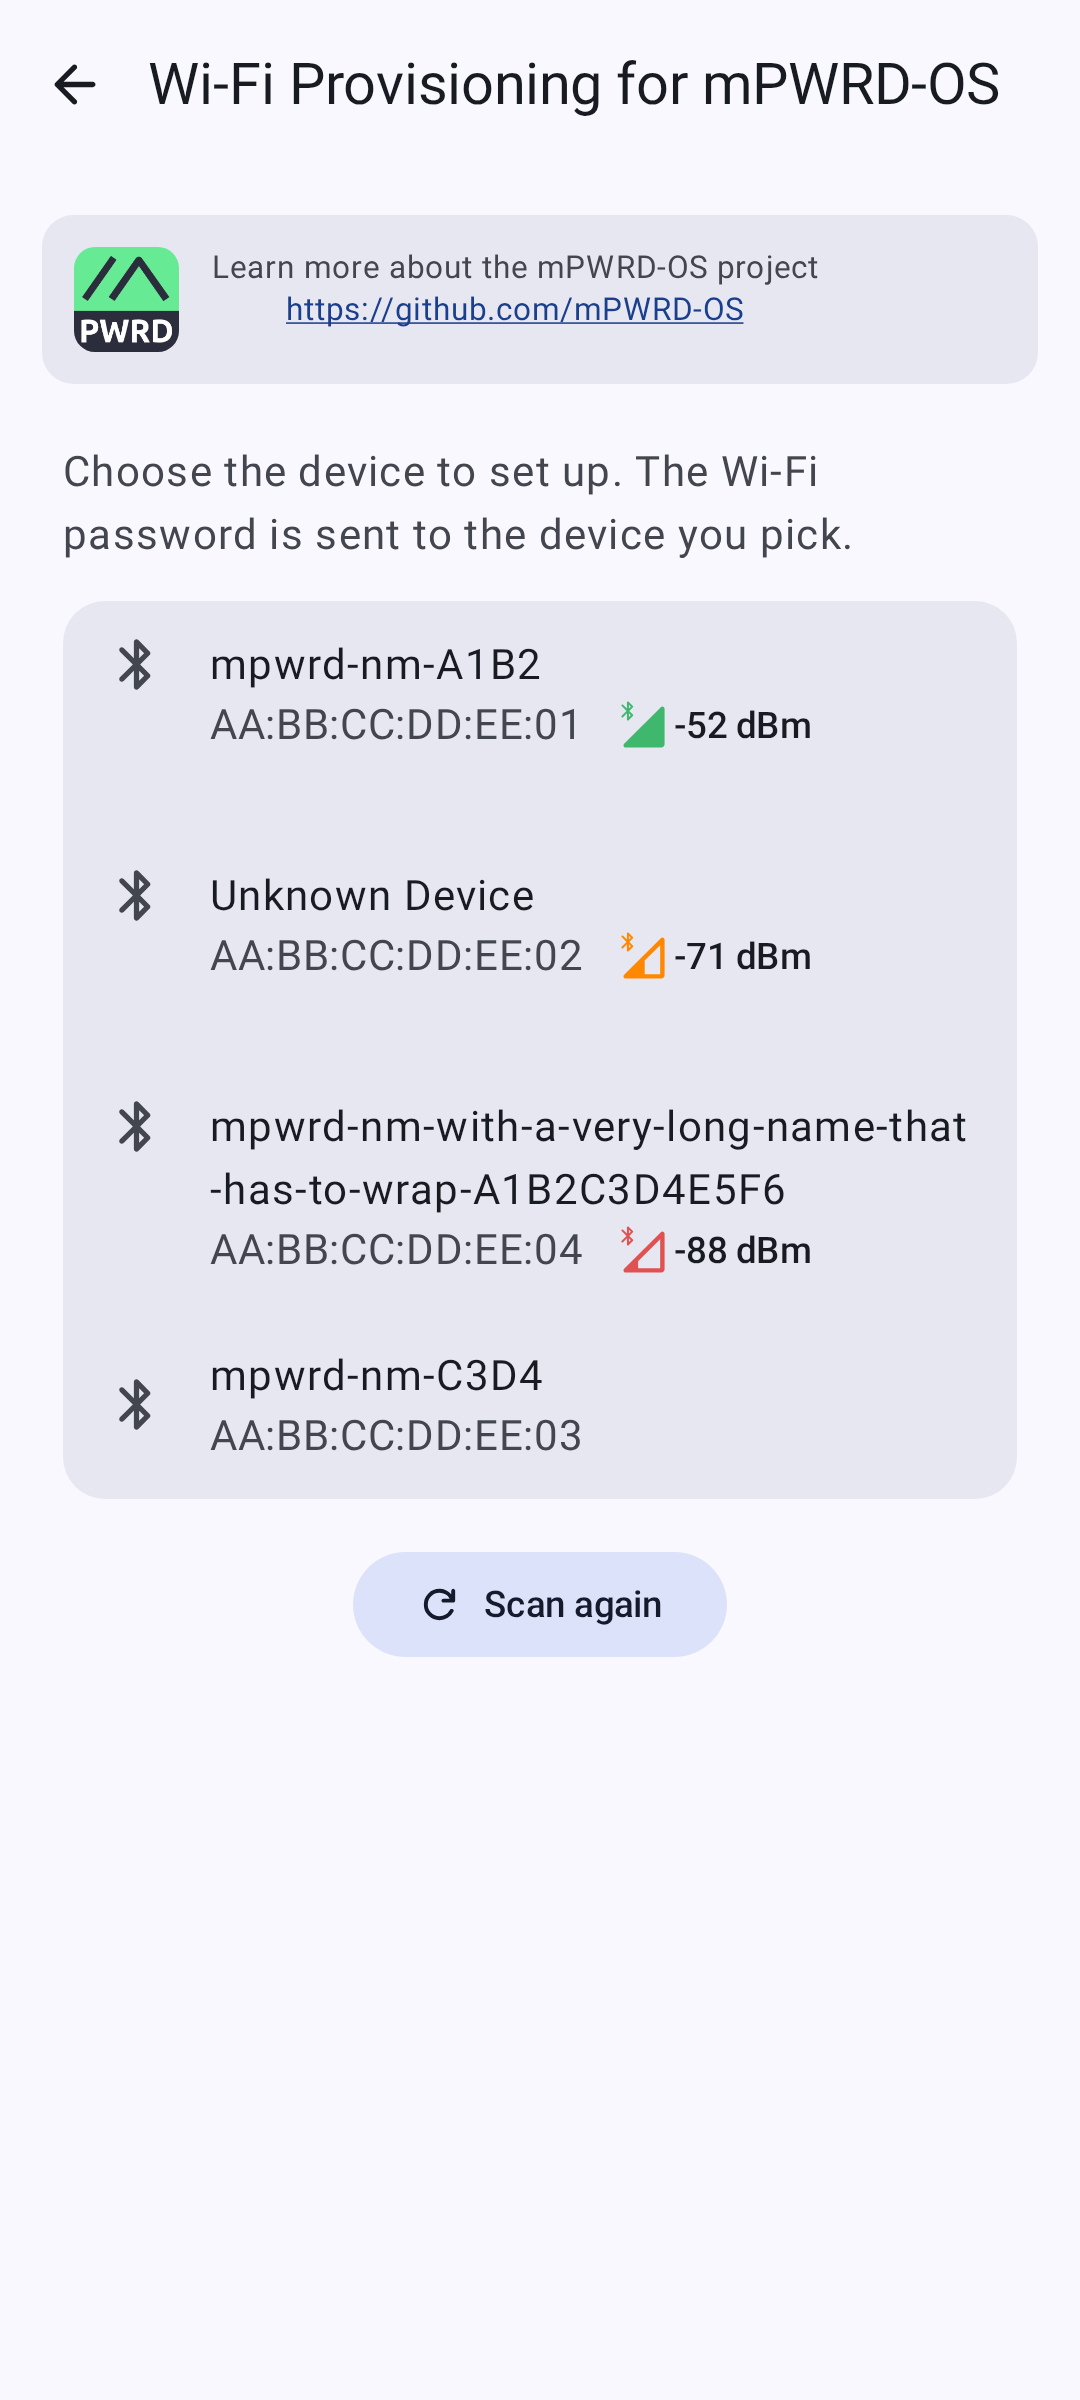 Wi-Fi Provisioning for mPWRD-OS
PWRD
Learn more about the mPWRD-OS project
https://github.com/mPWRD-OS
Choose the device to set up. The Wi-Fi
password is sent to the device you pick.
mpwrd-nm-A1B2
AA:BB:CC:DD:EE:01 -52 dBm
Unknown Device
AA:BB:CC:DD:EE:02 -71 dBm
mpwrd-nm-with-a-very-long-name-that
-has-to-wrap-A1B2C3D4E5F6
AA:BB:CC:DD:EE:04 -88 dBm
mpwrd-nm-C3D4
AA:BB:CC:DD:EE:03
Scan again